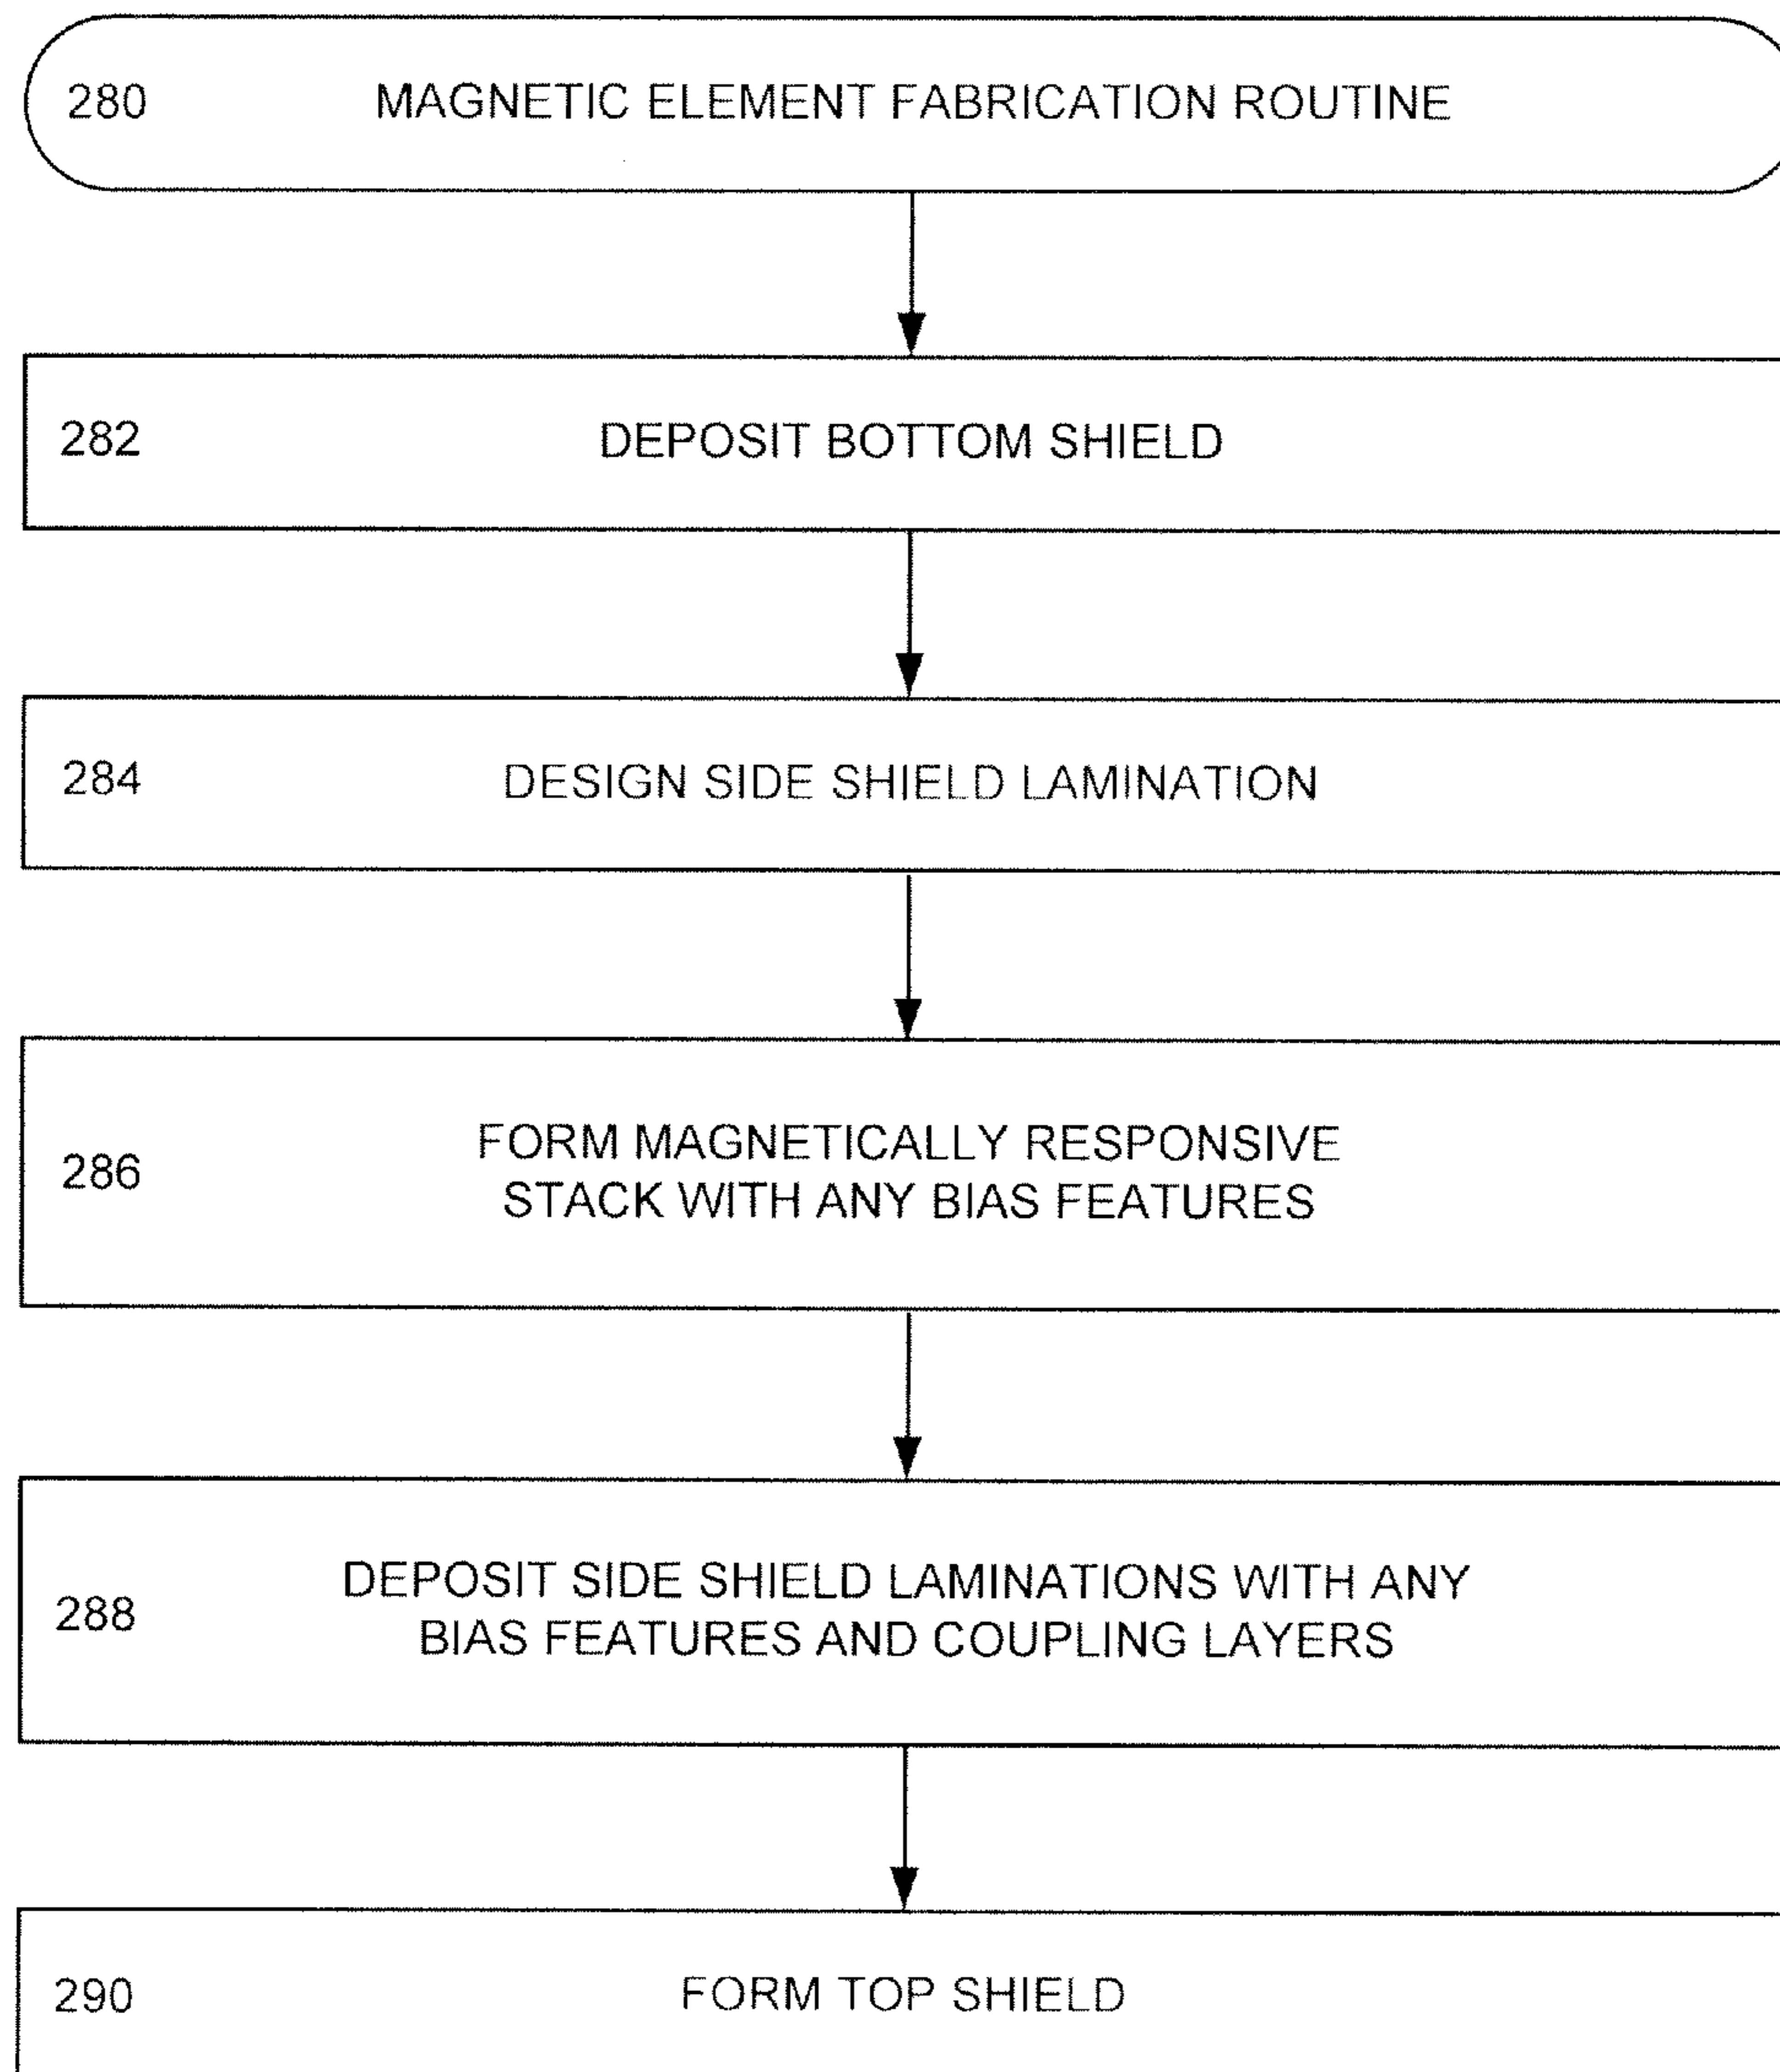 280 MAGNETIC ELEMENT FABRICATION ROUTINE
282 DEPOSIT BOTTOM SHIELD
284 DESIGN SIDE SHIELD LAMINATION
286 FORM MAGNETICALLY RESPONSIVE
STACK WITH ANY BIAS FEATURES
288 DEPOSIT SIDE SHIELD LAMINATIONS WITH ANY
BIAS FEATURES AND COUPLING LAYERS
290 FORM TOP SHIELD